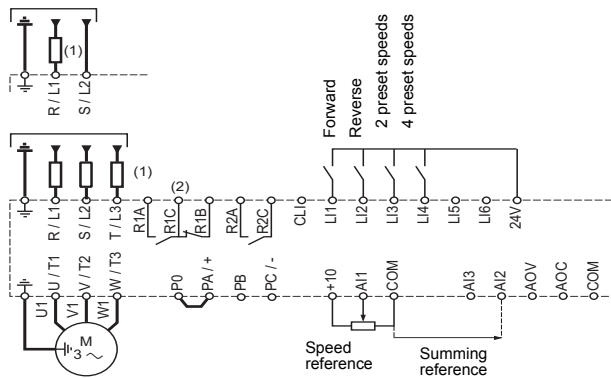 (1)
R / L1
S / L2
Forward
Reverse
2 preset speeds
4 preset speeds
(1)
(2)
R / L1
S / L2
T / L3
R1A
R1C
R1B
R2A
R2C
CLI
LI1
LI2
LI3
LI4
LI5
LI6
24V
U / T1
V / T2
W / T3
P0
PA / +
PB
PC / -
+10
AI1
COM
AI3
AI2
AOV
AOC
COM
U1
V1
W1
M
3 ~
Speed
reference
Summing
reference